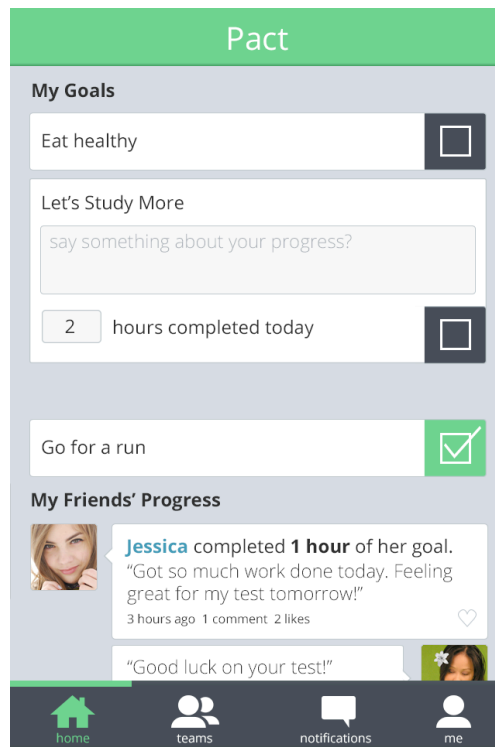 Pact
My Goals
Eat healthy
Let’s Study More
say something about your progress?
2 hours completed today
Go for a run
My Friends’ Progress
Jessica completed 1 hour of her goal.
“Got so much work done today. Feeling
great for my test tomorrow!”
3 hours ago 1 comment 2 likes
“Good luck on your test!”
home teams notifications me